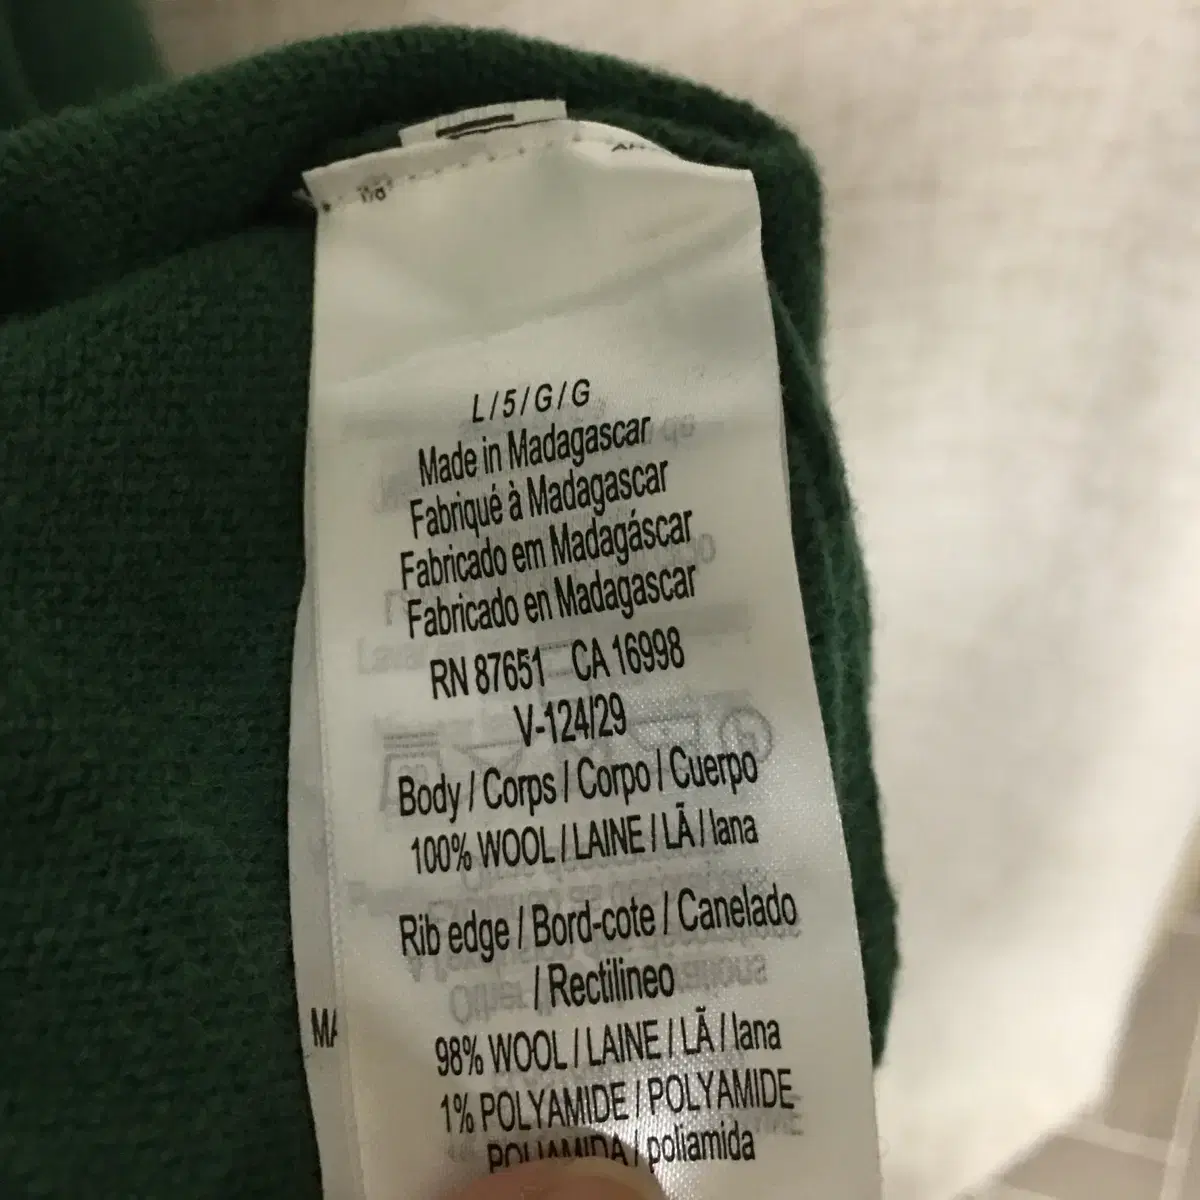 L/5/G/G
Made in Madagascar
Fabriqué à Madagascar
Fabricado em Madagáscar
Fabricado en Madagascar
RN 87651 CA 16998
V-124/29
Body / Corps / Corpo / Cuerpo
100% WOOL / LAINE / LÃ / lana
Rib edge / Bord-cote / Canelado
/ Rectilineo
98% WOOL / LAINE / LÃ / lana
1% POLYAMIDE / POLYAMIDE
POLIAMIDA / poliamida
MA